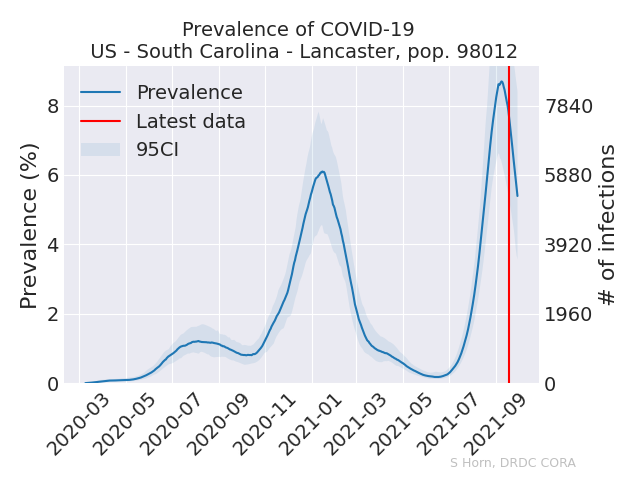 Prevalence of COVID-19
US - South Carolina - Lancaster, pop. 98012
Prevalence
Latest data
95CI
Prevalence (%)
8
6
4
2
0
7840
5880
3920
1960
0
# of infections
2020-03
2020-05
2020-07
2020-09
2020-11
2021-01
2021-03
2021-05
2021-07
2021-09
S Horn, DRDC CORA